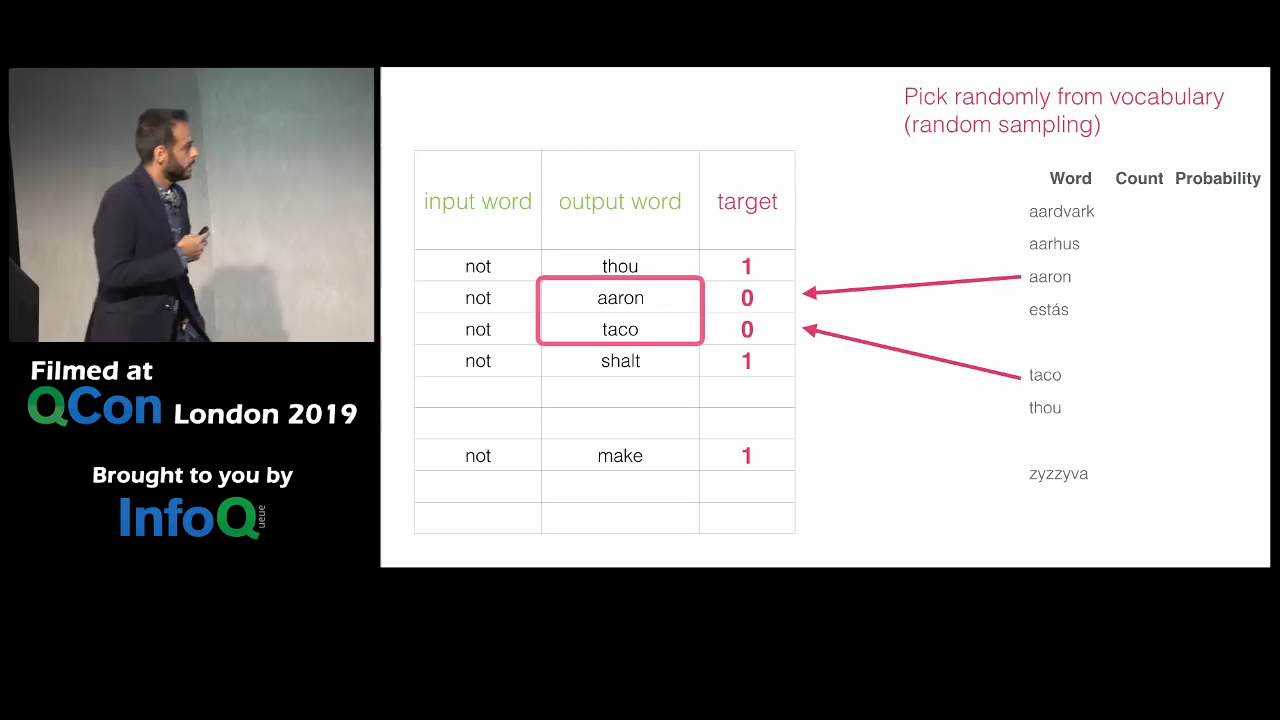 Pick randomly from vocabulary
(random sampling)
input word output word target
not thou 1
not aaron 0
not taco 0
not shalt 1
not make 1
Word Count Probability
aardvark
aarhus
aaron
estás
taco
thou
zyzzyva
Filmed at
QCon London 2019
Brought to you by
InfoQ
ueue